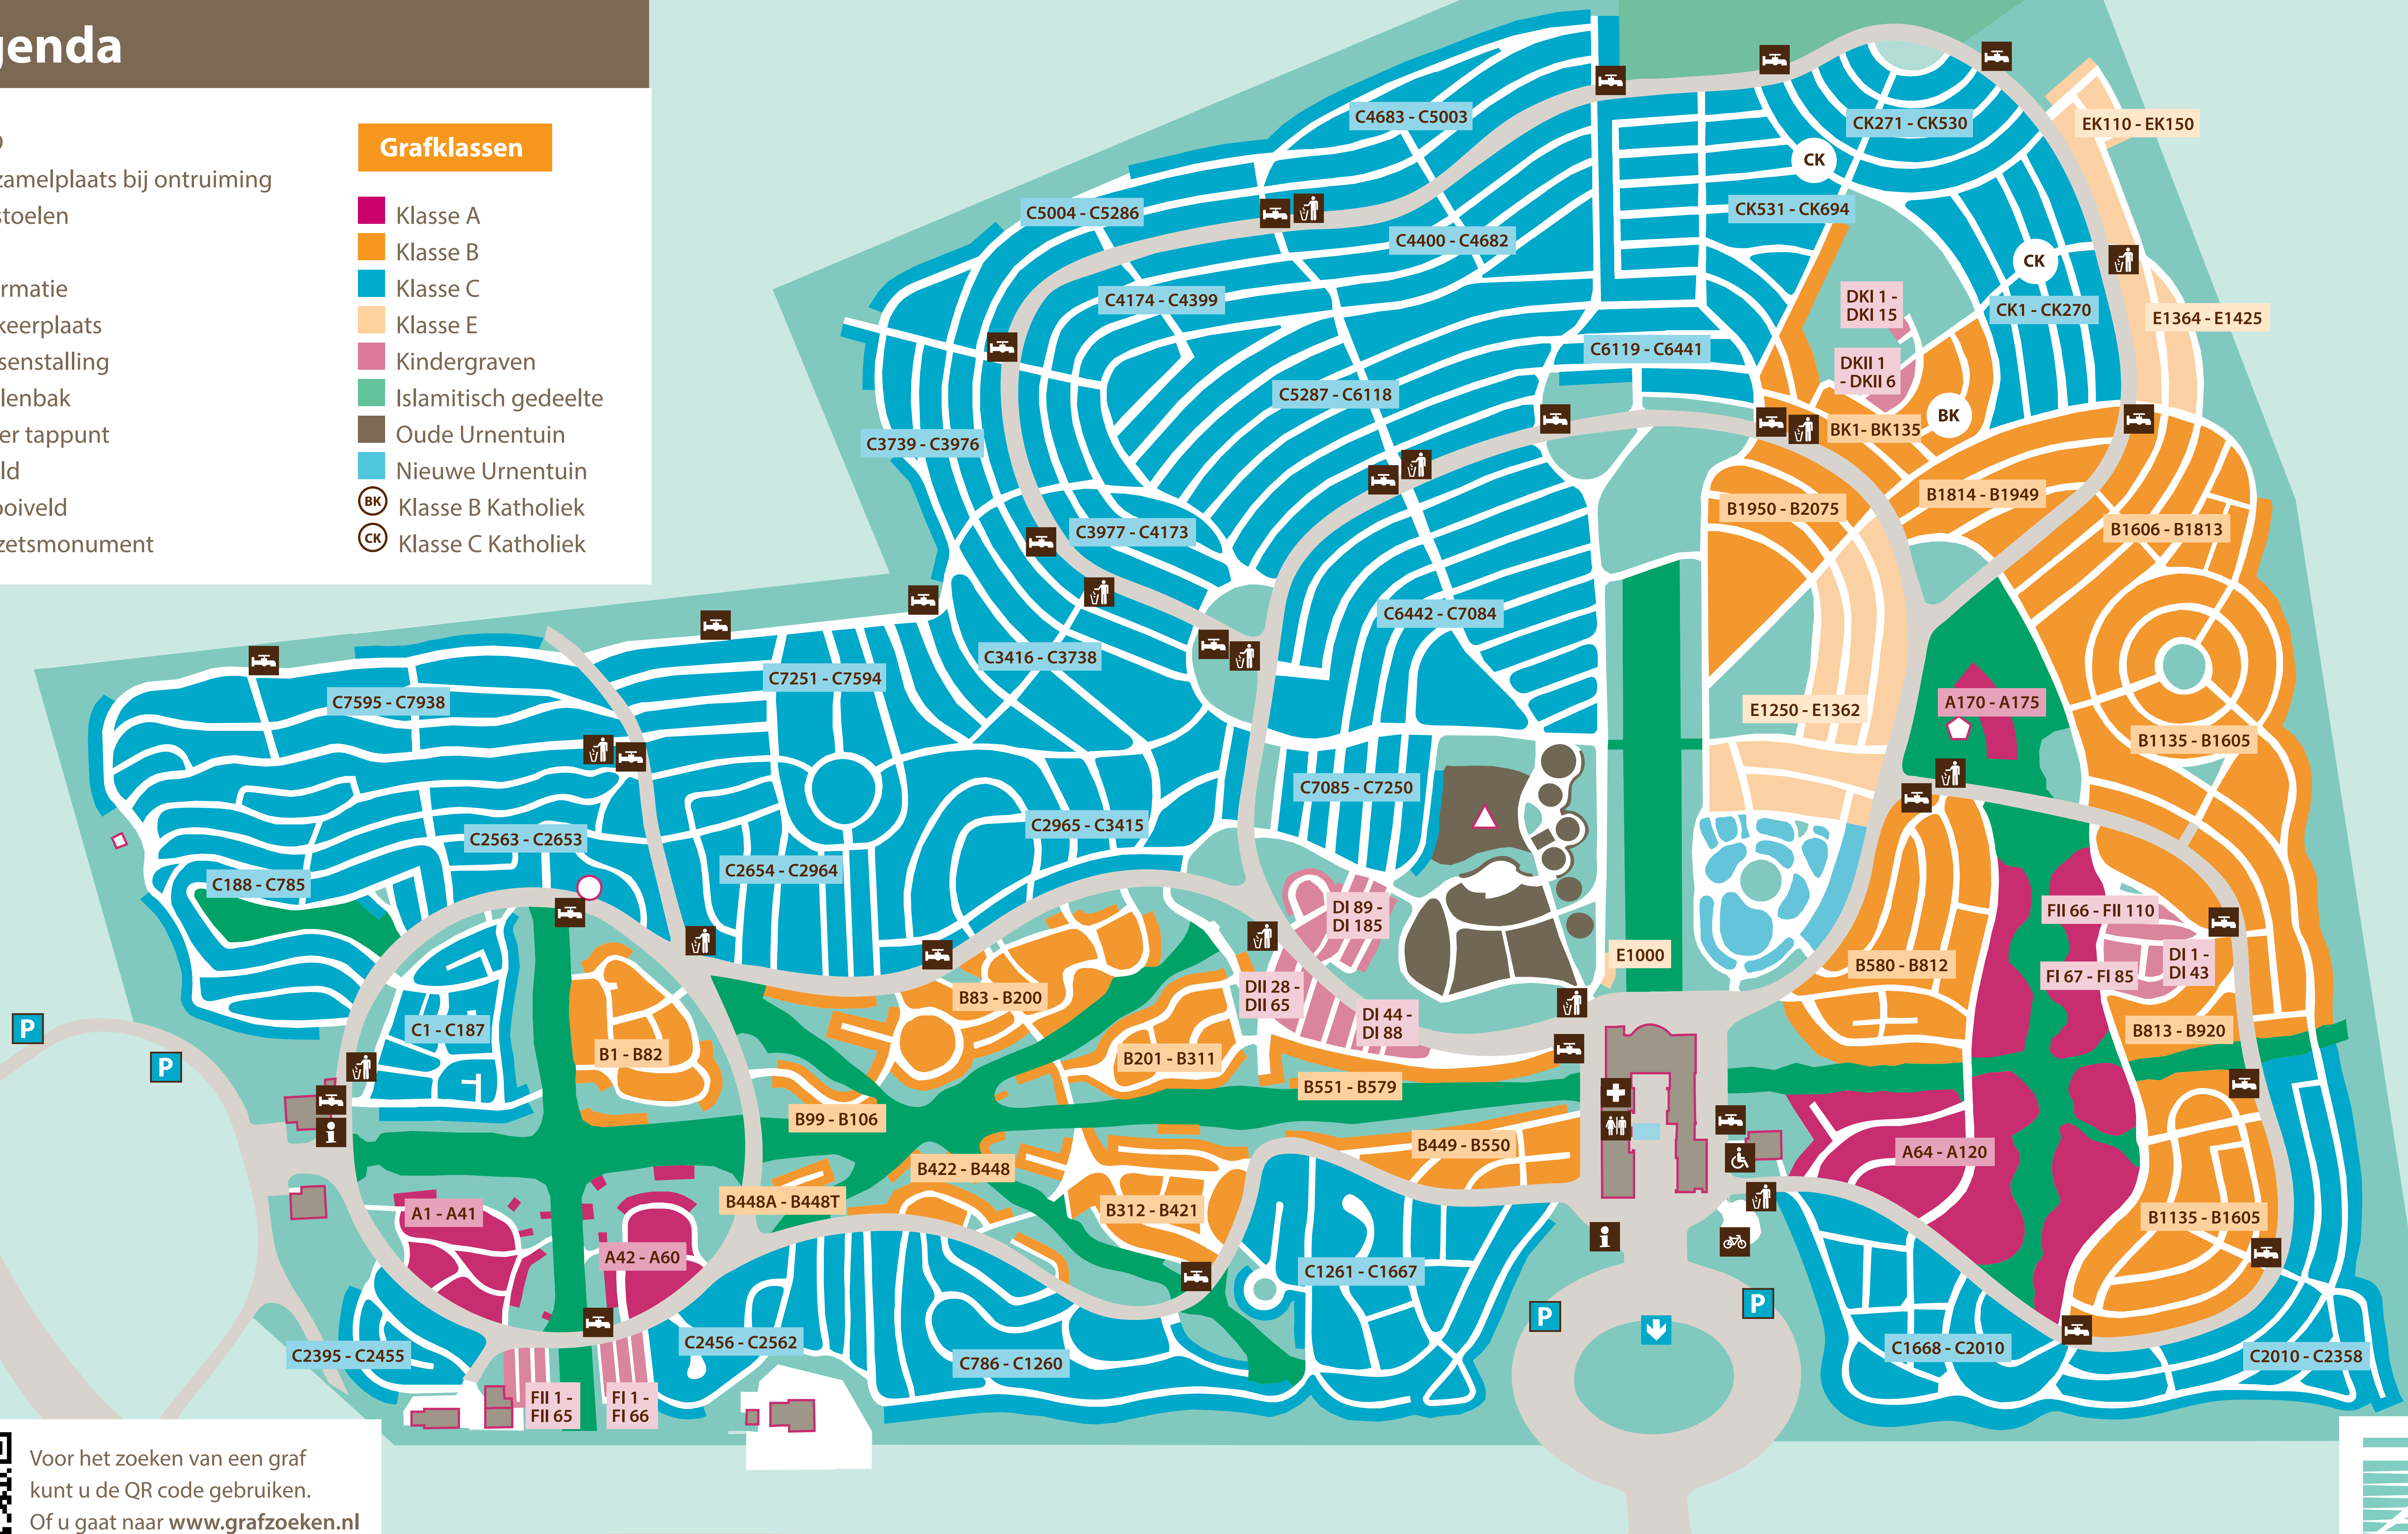 genda
zamelplaats bij ontruiming
stoelen
rmatie
keerplaats
senstalling
lenbak
er tappunt
ld
ooiveld
zetsmonument
Grafklassen
Klasse A
Klasse B
Klasse C
Klasse E
Kindergraven
Islamitisch gedeelte
Oude Urnentuin
Nieuwe Urnentuin
BK Klasse B Katholiek
CK Klasse C Katholiek
C4683 - C5003
CK271 - CK530
EK110 - EK150
CK
C5004 - C5286
CK531 - CK694
C4400 - C4682
CK
C4174 - C4399
DKI 1 -
DKI 15
CK1 - CK270
E1364 - E1425
C6119 - C6441
DKII 1
- DKII 6
C5287 - C6118
BK
BK1- BK135
C3739 - C3976
B1814 - B1949
B1950 - B2075
B1606 - B1813
C3977 - C4173
C6442 - C7084
C3416 - C3738
C7251 - C7594
C7595 - C7938
A170 - A175
E1250 - E1362
B1135 - B1605
C7085 - C7250
C2965 - C3415
C2563 - C2653
C2654 - C2964
C188 - C785
DI 89 -
DI 185
FII 66 - FII 110
E1000
B580 - B812
DI 1 -
DI 43
FI 67 - FI 85
DII 28 -
DII 65
B83 - B200
DI 44 -
DI 88
P
C1 - C187
B813 - B920
B1 - B82
B201 - B311
P
B551 - B579
B99 - B106
B449 - B550
A64 - A120
B422 - B448
B448A - B448T
A1 - A41
B312 - B421
B1135 - B1605
A42 - A60
C1261 - C1667
P
P
C2395 - C2455
C2456 - C2562
C786 - C1260
C1668 - C2010
C2010 - C2358
FII 1 -
FII 65
FI 1 -
FI 66
Voor het zoeken van een graf
kunt u de QR code gebruiken.
Of u gaat naar www.grafzoeken.nl